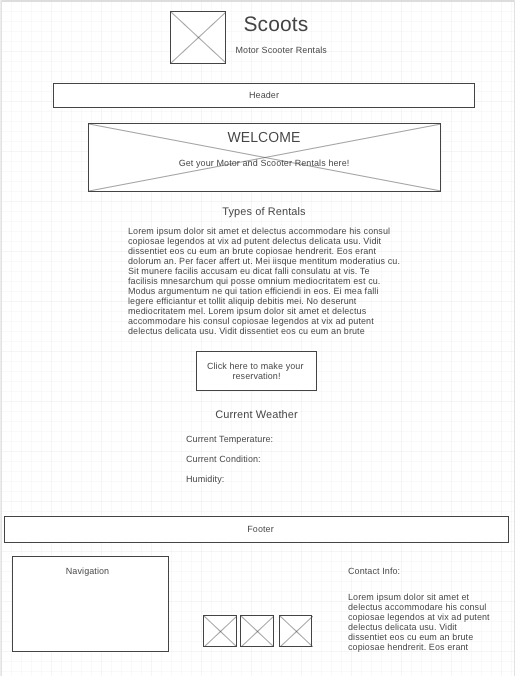 Scoots
Motor Scooter Rentals
Header
WELCOME
Get your Motor and Scooter Rentals here!
Types of Rentals
Lorem ipsum dolor sit amet et delectus accommodare his consul
copiosae legendos at vix ad putent delectus delicata usu. Vidit
dissentiet eos cu eum an brute copiosae hendrerit. Eos erant
dolorum an. Per facer affert ut. Mei iisque mentitum moderatius cu.
Sit munere facilis accusam eu dicat falli consulatu at vis. Te
facilisis mnesarchum qui posse omnium mediocritatem est cu.
Modus argumentum ne qui tation efficiendi in eos. Ei mea falli
legere efficiantur et tollit aliquip debitis mei. No deserunt
mediocritatem mel. Lorem ipsum dolor sit amet et delectus
accommodare his consul copiosae legendos at vix ad putent
delectus delicata usu. Vidit dissentiet eos cu eum an brute
Click here to make your
reservation!
Current Weather
Current Temperature:
Current Condition:
Humidity:
Footer
Navigation
Contact Info:
Lorem ipsum dolor sit amet et
delectus accommodare his consul
copiosae legendos at vix ad putent
delectus delicata usu. Vidit
dissentiet eos cu eum an brute
copiosae hendrerit. Eos erant